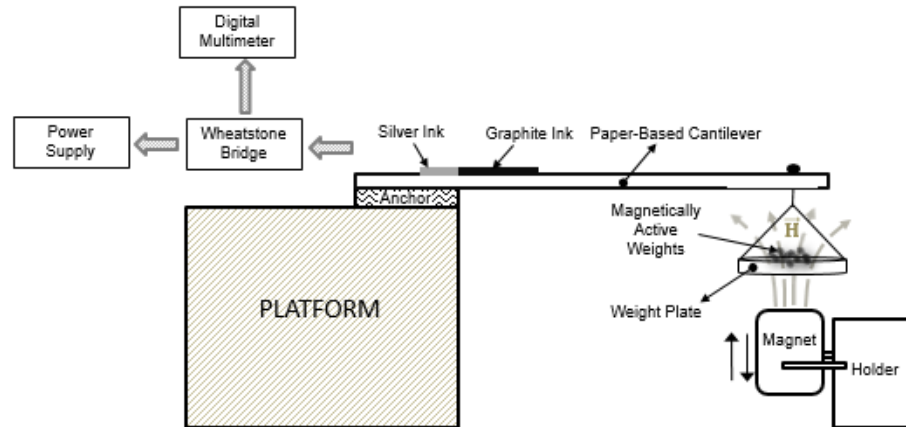 Digital
Multimeter
Power
Supply
Wheatstone
Bridge
Silver Ink
Graphite Ink
Paper-Based Cantilever
Anchor
PLATFORM
Magnetically
Active
Weights
H
Weight Plate
Magnet
Holder